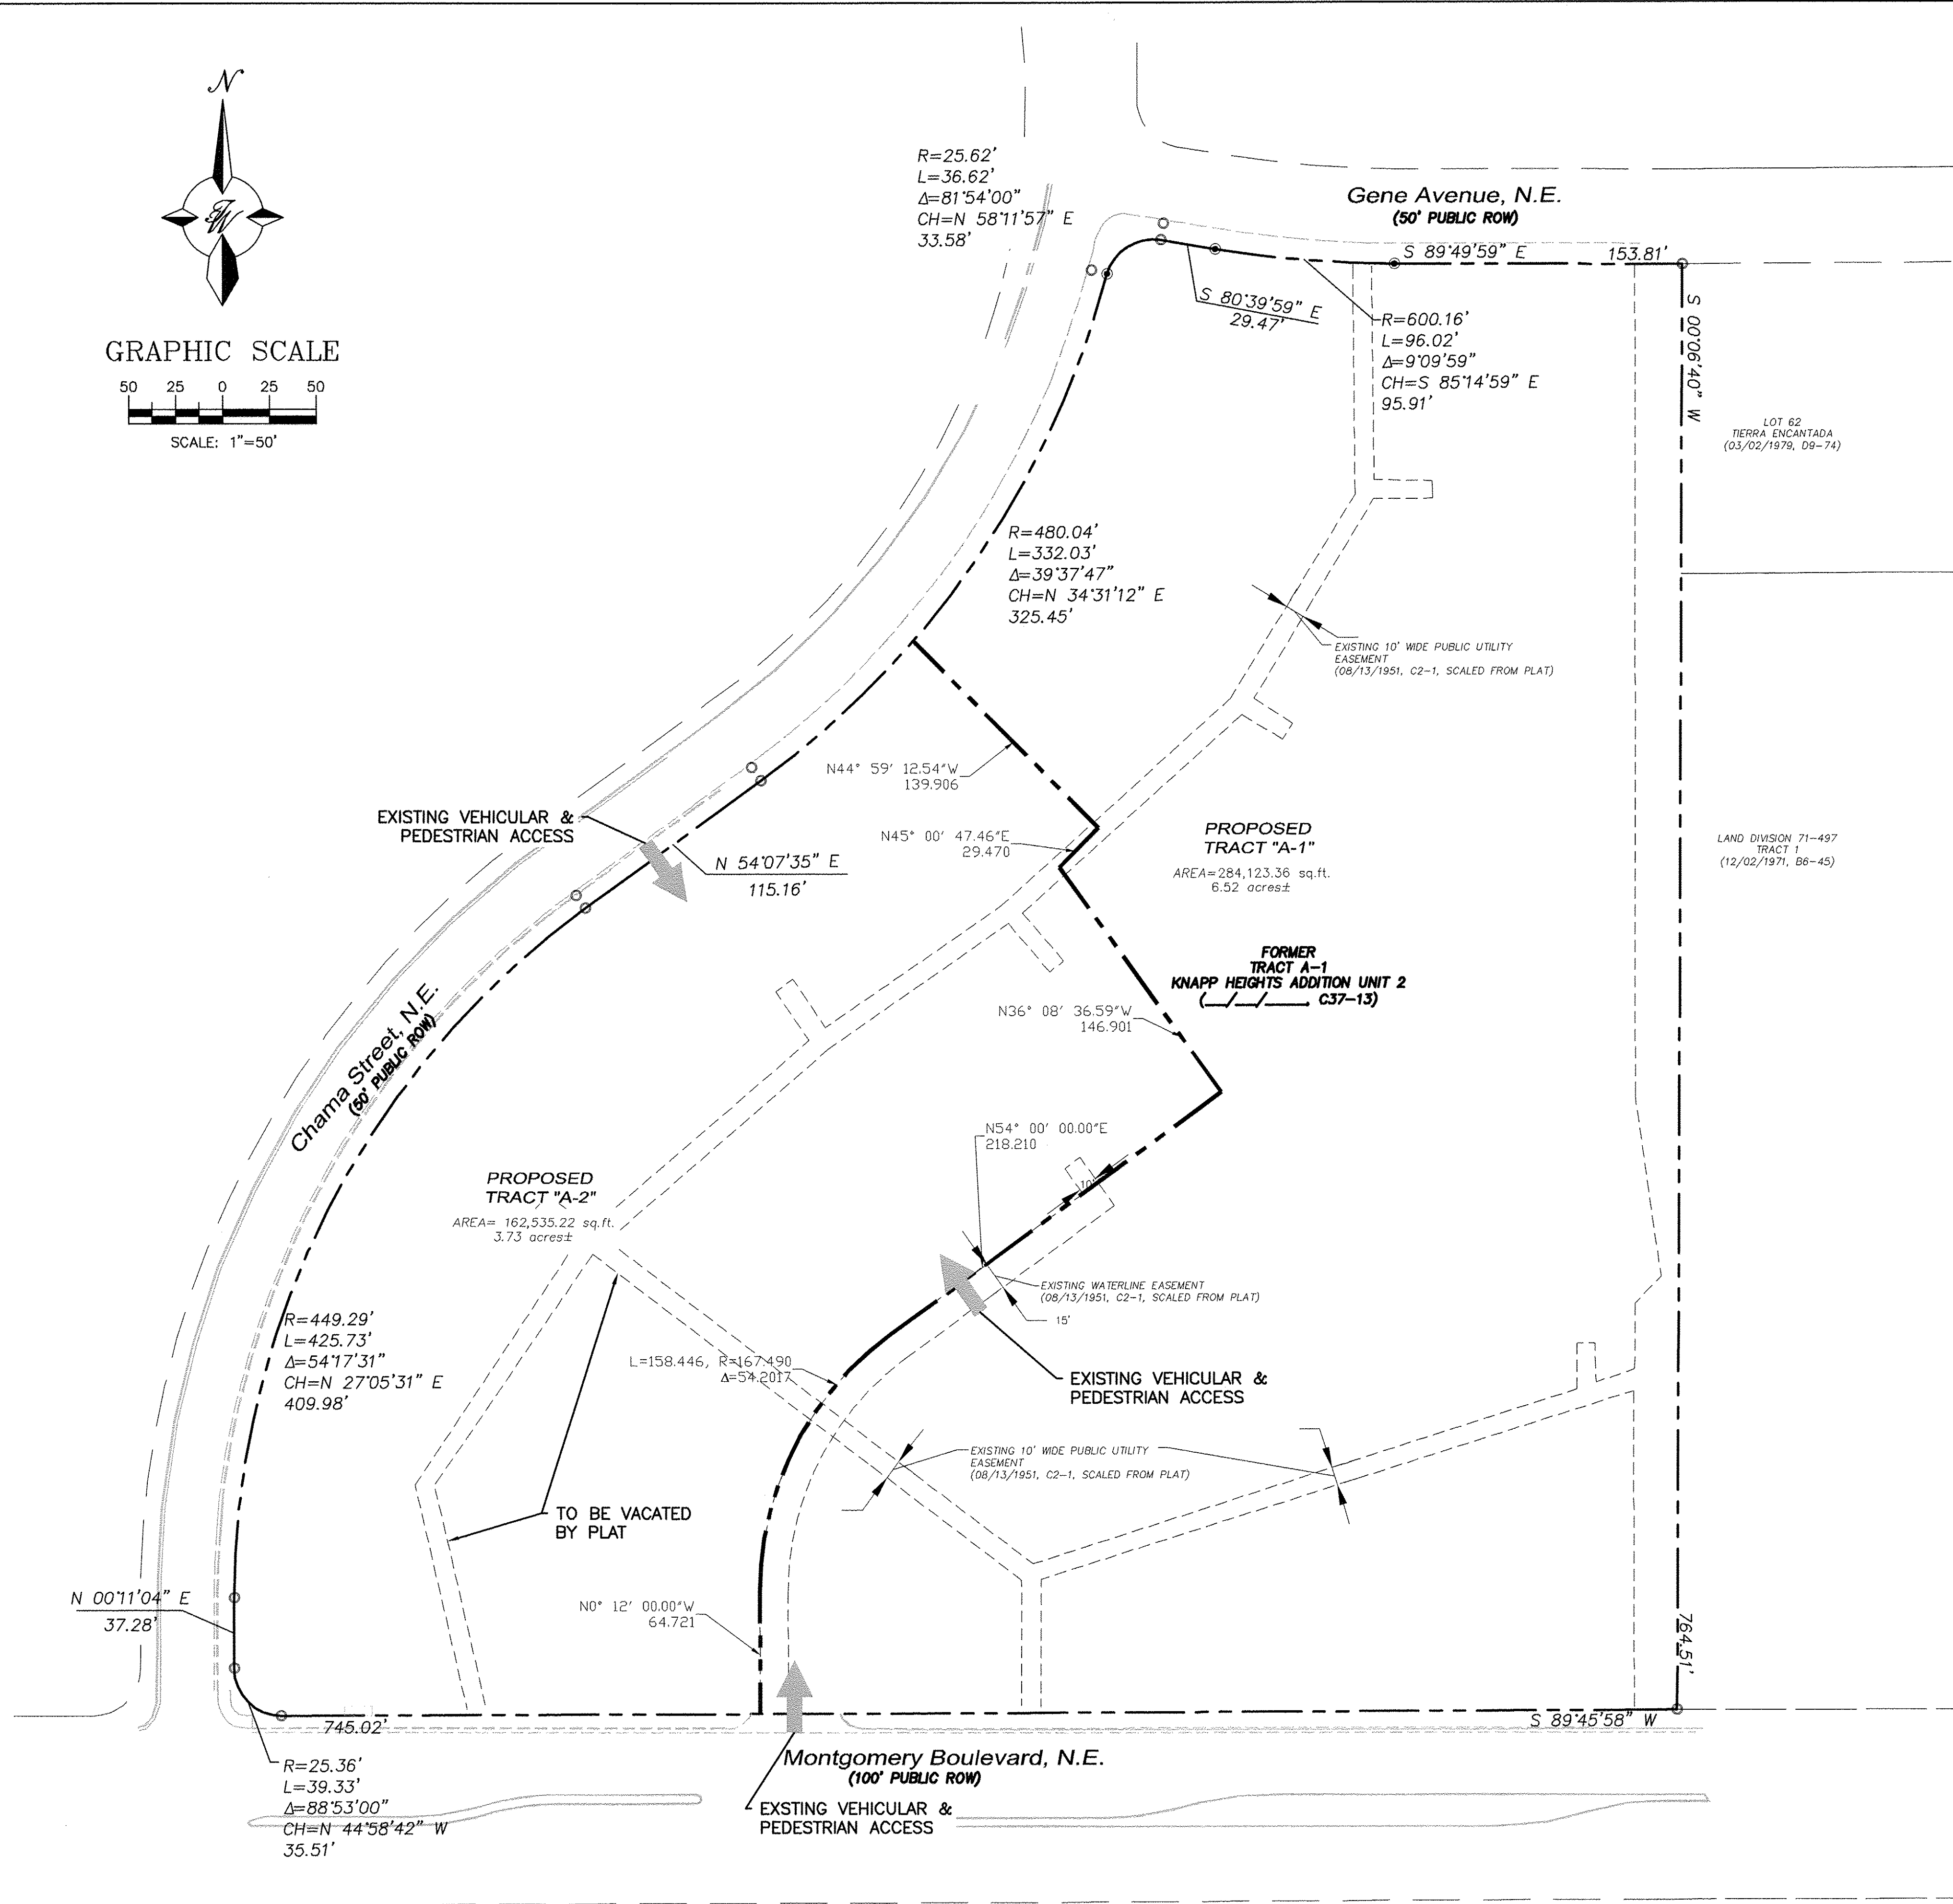 N
GRAPHIC SCALE
50 25 0 25 50
SCALE: 1"=50'
R=25.62'
L=36.62'
Δ=81°54'00"
CH=N 58°11'57" E
33.58'
Gene Avenue, N.E.
(50' PUBLIC ROW)
S 89°49'59" E 153.81'
S 80°39'59" E
29.47'
R=600.16'
L=96.02'
Δ=9°09'59"
CH=S 85°14'59" E
95.91'
S 00°06'40" W
LOT 62
TIERRA ENCANTADA
(03/02/1979, D9-74)
R=480.04'
L=332.03'
Δ=39°37'47"
CH=N 34°31'12" E
325.45'
EXISTING 10' WIDE PUBLIC UTILITY
EASEMENT
(08/13/1951, C2-1, SCALED FROM PLAT)
N44° 59' 12.54"W
139.906
EXISTING VEHICULAR &
PEDESTRIAN ACCESS
N45° 00' 47.46"E
29.470
N 54°07'35" E
115.16'
PROPOSED
TRACT "A-1"
AREA=284,123.36 sq.ft.
6.52 acres±
LAND DIVISION 71-497
TRACT 1
(12/02/1971, B6-45)
FORMER
TRACT A-1
KNAPP HEIGHTS ADDITION UNIT 2
(__/__/____, C37-13)
N36° 08' 36.59"W
146.901
Chama Street, N.E.
(50' PUBLIC ROW)
N54° 00' 00.00"E
218.210
10'
PROPOSED
TRACT "A-2"
AREA= 162,535.22 sq.ft.
3.73 acres±
EXISTING WATERLINE EASEMENT
(08/13/1951, C2-1, SCALED FROM PLAT)
15'
R=449.29'
L=425.73'
Δ=54°17'31"
CH=N 27°05'31" E
409.98'
L=158.446, R=167.490
Δ=54.2017
EXISTING VEHICULAR &
PEDESTRIAN ACCESS
EXISTING 10' WIDE PUBLIC UTILITY
EASEMENT
(08/13/1951, C2-1, SCALED FROM PLAT)
TO BE VACATED
BY PLAT
N 00°11'04" E
37.28'
N0° 12' 00.00"W
64.721
764.51'
745.02'
S 89°45'58" W
R=25.36'
L=39.33'
Δ=88°53'00"
CH=N 44°58'42" W
35.51'
Montgomery Boulevard, N.E.
(100' PUBLIC ROW)
EXSTING VEHICULAR &
PEDESTRIAN ACCESS